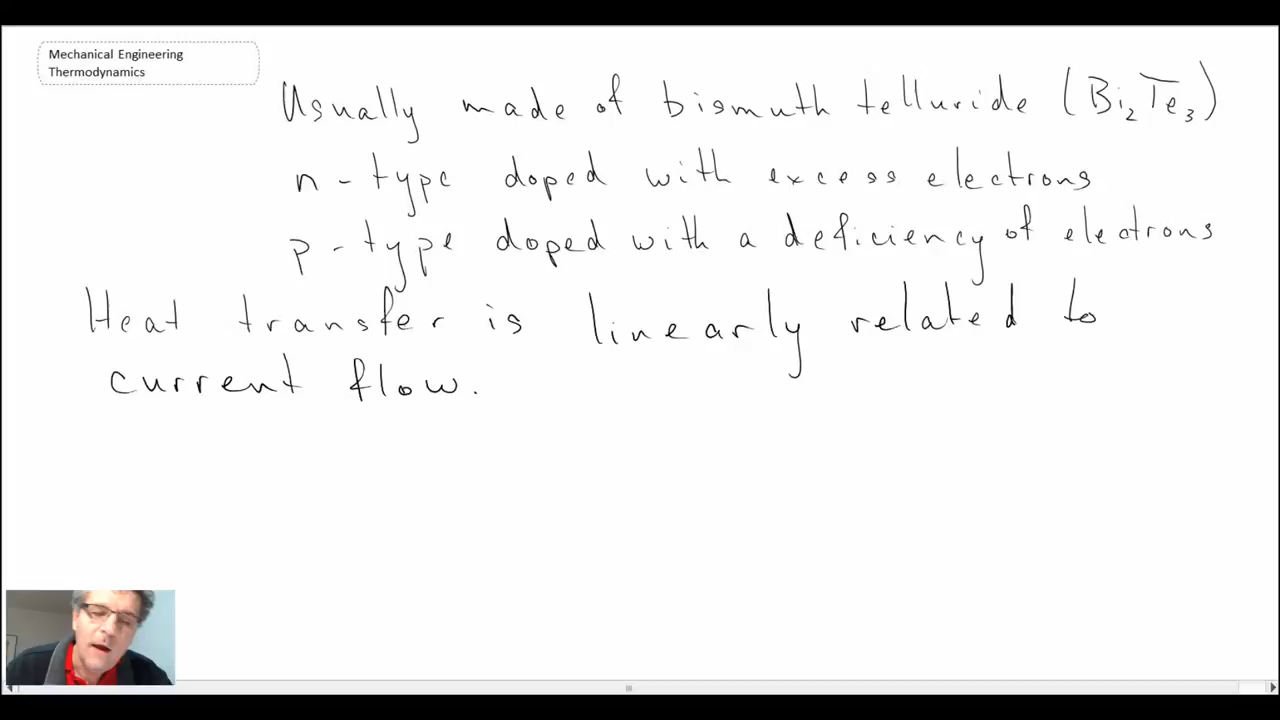 Mechanical Engineering
Thermodynamics
Usually made of bismuth telluride (Bi₂Te₃)
n-type doped with excess electrons
p-type doped with a deficiency of electrons
Heat transfer is linearly related to
current flow.